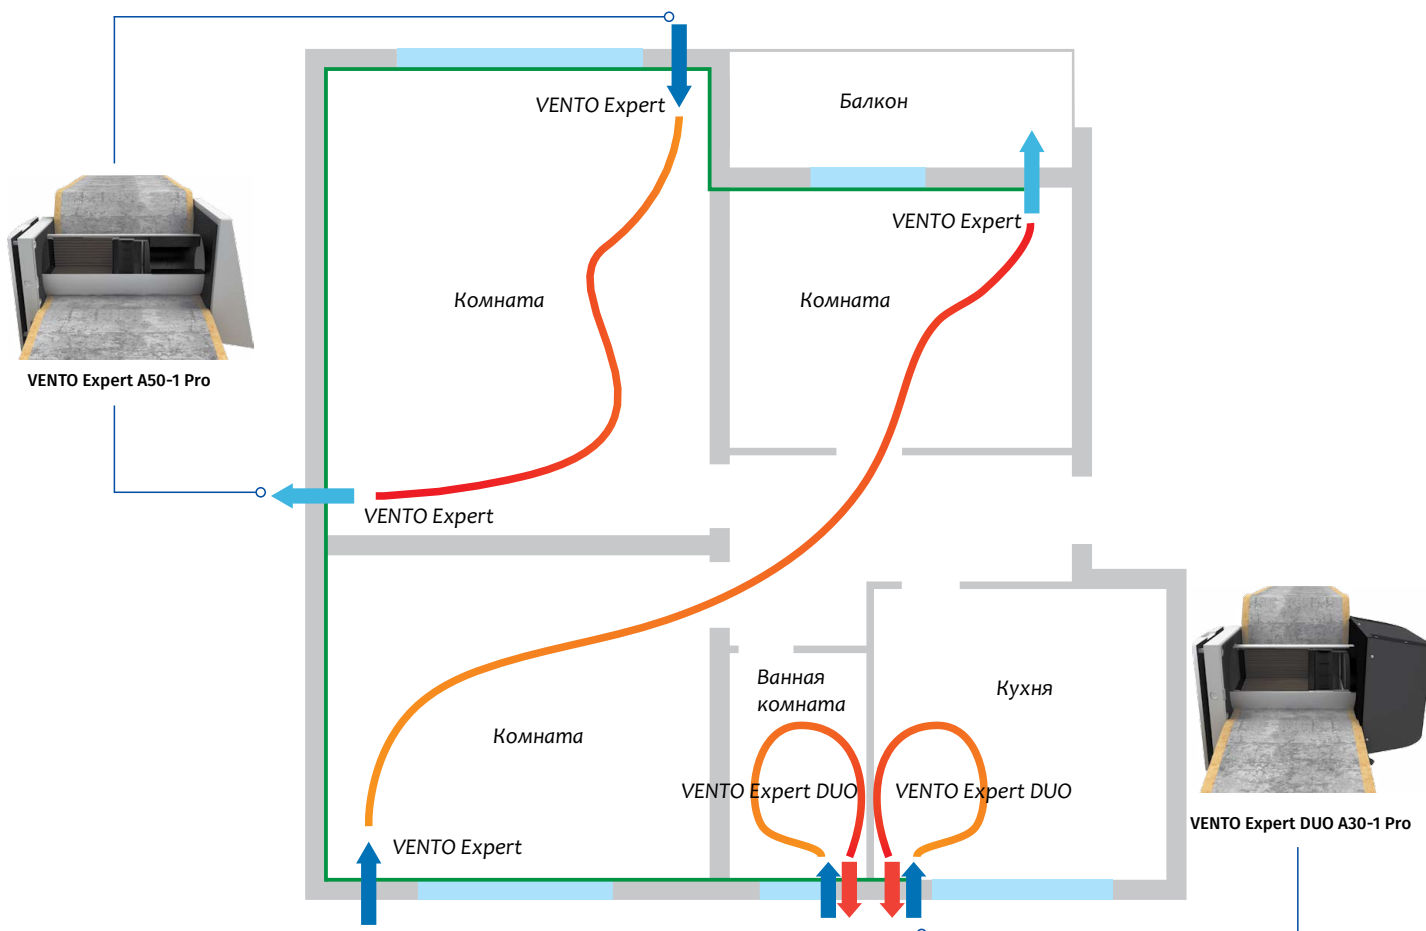 VENTO Expert
Балкон
VENTO Expert
Комната
Комната
VENTO Expert A50-1 Pro
VENTO Expert
Ванная
комната
Кухня
Комната
VENTO Expert DUO
VENTO Expert DUO
VENTO Expert DUO A30-1 Pro
VENTO Expert